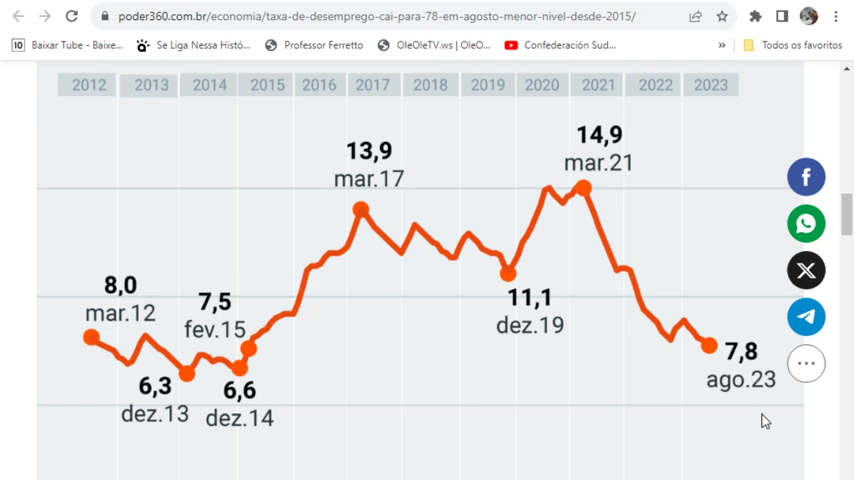 poder360.com.br/economia/taxa-de-desemprego-cai-para-78-em-agosto-menor-nivel-desde-2015/
10 Baixar Tube - Baixe... Se Liga Nessa Histó... Professor Ferretto OleOleTV.ws | OleO... Confederación Sud... » Todos os favoritos
2012 2013 2014 2015 2016 2017 2018 2019 2020 2021 2022 2023
14,9
mar.21
13,9
mar.17
8,0
mar.12
7,5
fev.15
11,1
dez.19
7,8
ago.23
6,3
dez.13
6,6
dez.14